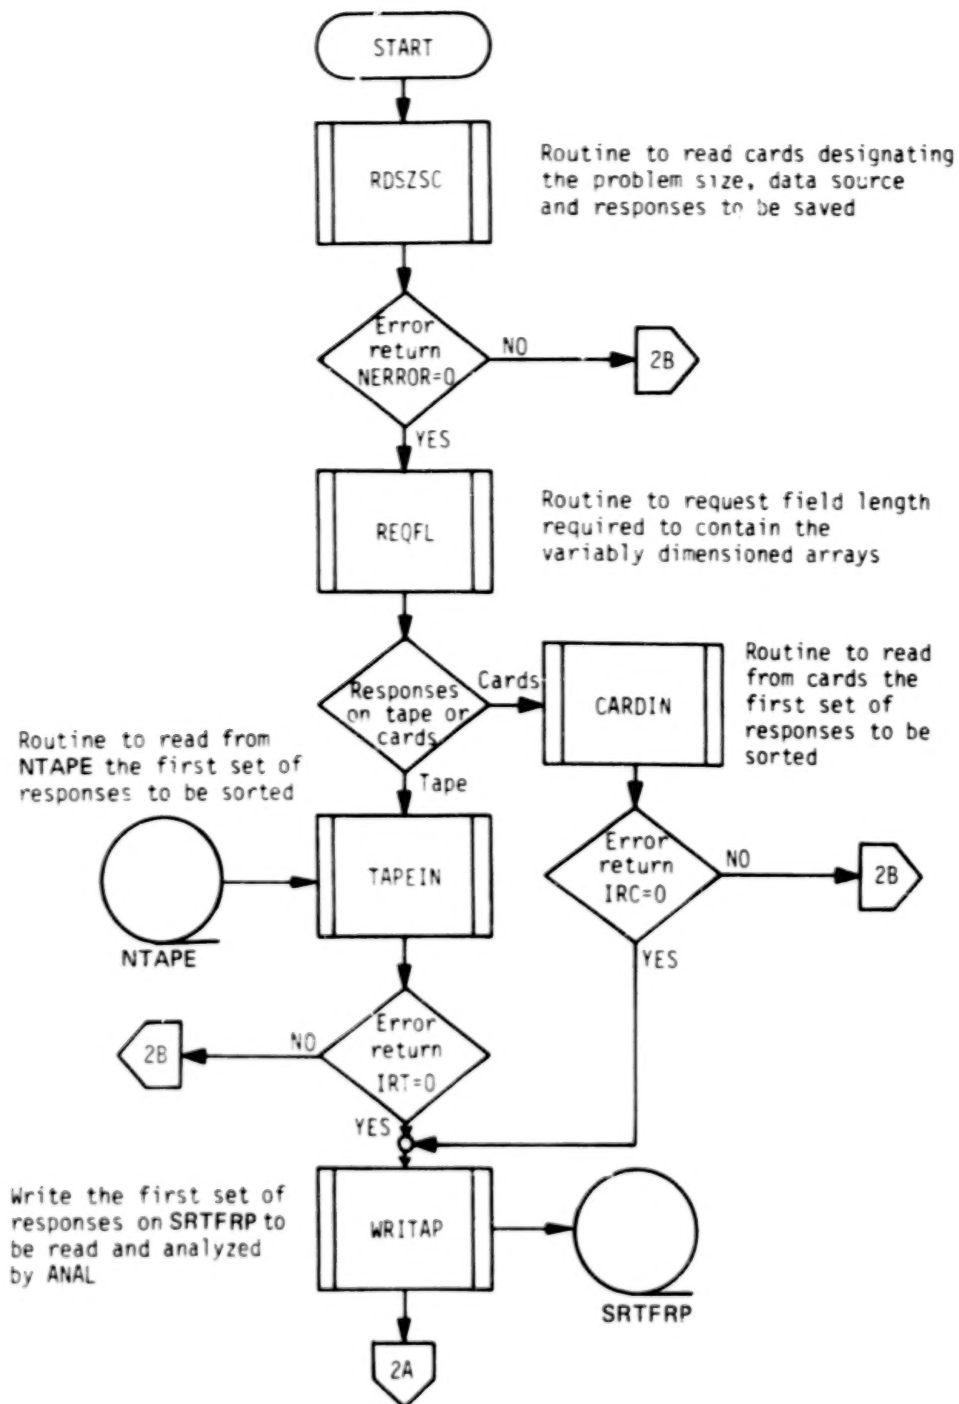 START
RDSZSC
Routine to read cards designating
the problem size, data source
and responses to be saved
Error
return
NERROR=0
NO
2B
YES
REQFL
Routine to request field length
required to contain the
variably dimensioned arrays
Responses
on tape or
cards
Cards
CARDIN
Routine to read
from cards the
first set of
responses to be
sorted
Tape
Routine to read from
NTAPE the first set of
responses to be sorted
NTAPE
TAPEIN
Error
return
IRC=0
NO
2B
YES
Error
return
IRT=0
NO
2B
YES
Write the first set of
responses on SRTFRP to
be read and analyzed
by ANAL
WRITAP
SRTFRP
2A